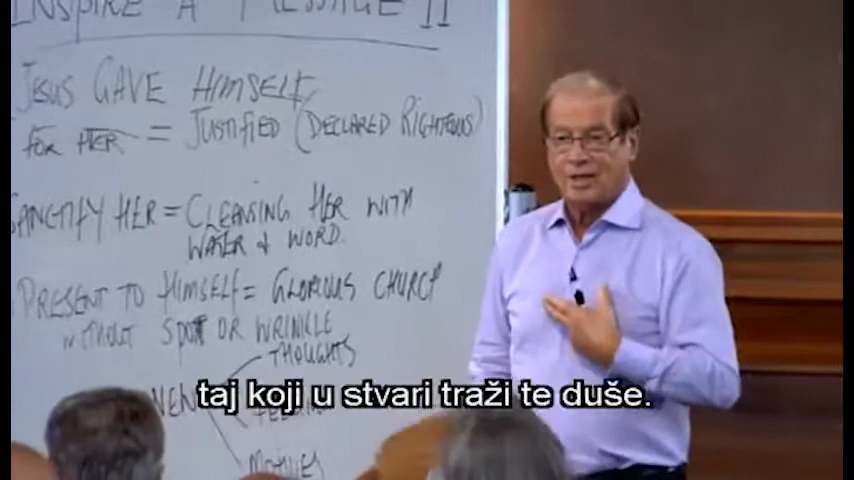 INSPIRE A MESSAGE II
JESUS GAVE HIMSELF
FOR HER = JUSTIFIED (DECLARED RIGHTEOUS)
SANCTIFY HER = CLEANSING HER WITH
WATER & WORD.
PRESENT TO HIMSELF = GLORIOUS CHURCH
WITHOUT SPOT OR WRINKLE
THOUGHTS
MOTIVES
taj koji u stvari traži te duše.